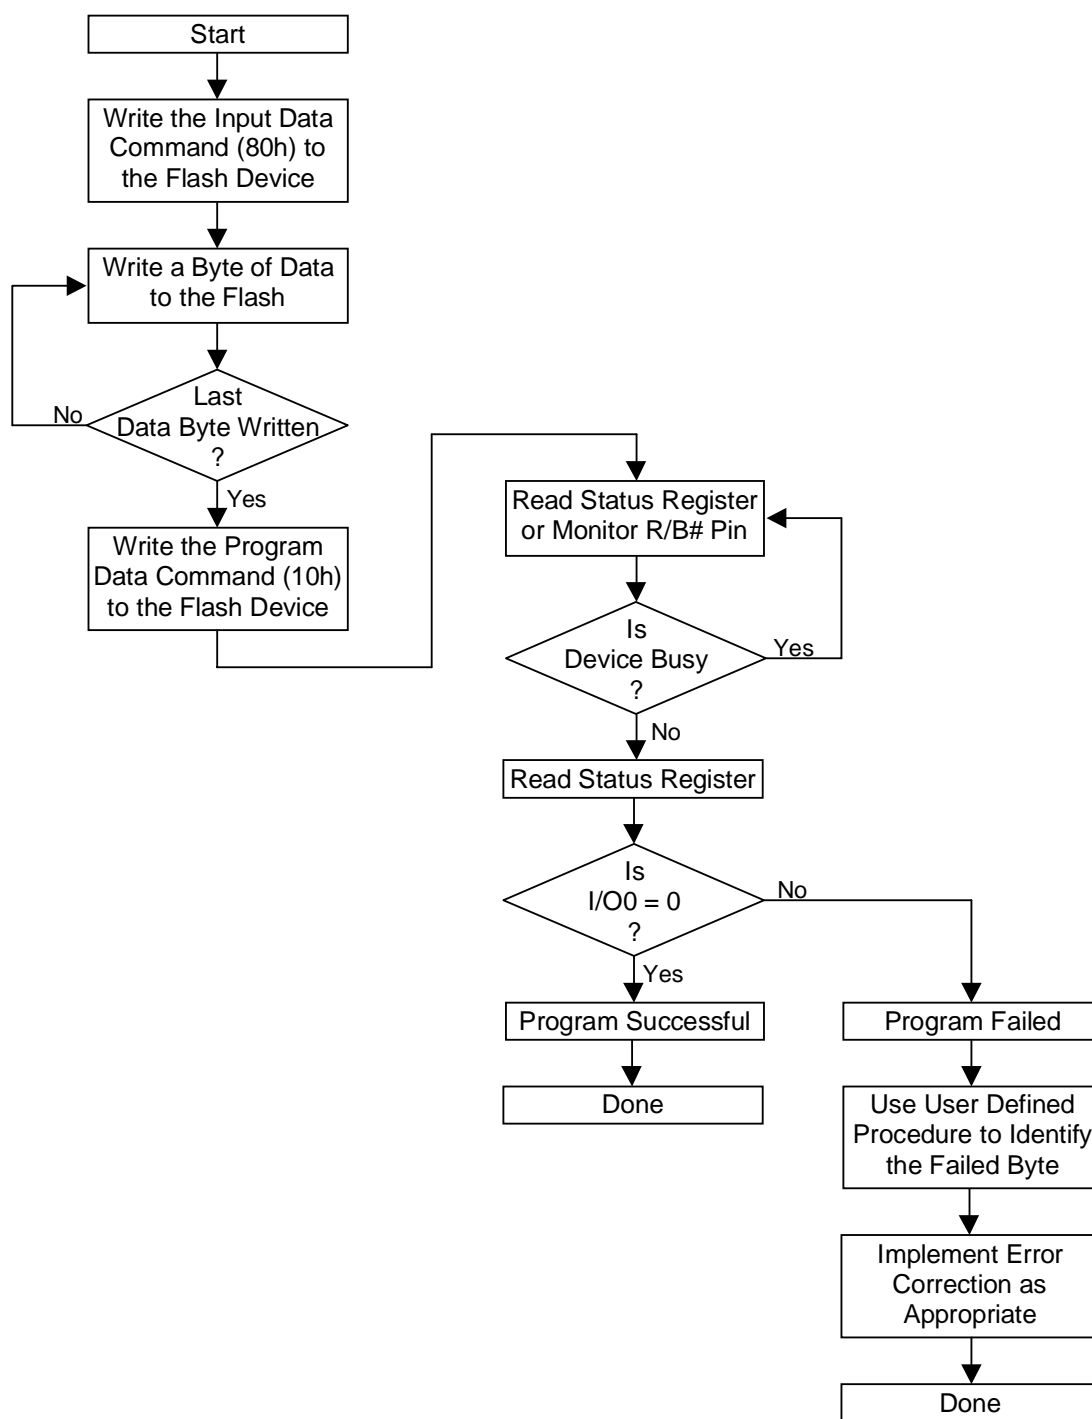 Start
Write the Input Data
Command (80h) to
the Flash Device
Write a Byte of Data
to the Flash
Last
Data Byte Written
?
No
Yes
Write the Program
Data Command (10h)
to the Flash Device
Read Status Register
or Monitor R/B# Pin
Is
Device Busy
?
Yes
No
Read Status Register
Is
I/O0 = 0
?
No
Yes
Program Successful
Done
Program Failed
Use User Defined
Procedure to Identify
the Failed Byte
Implement Error
Correction as
Appropriate
Done